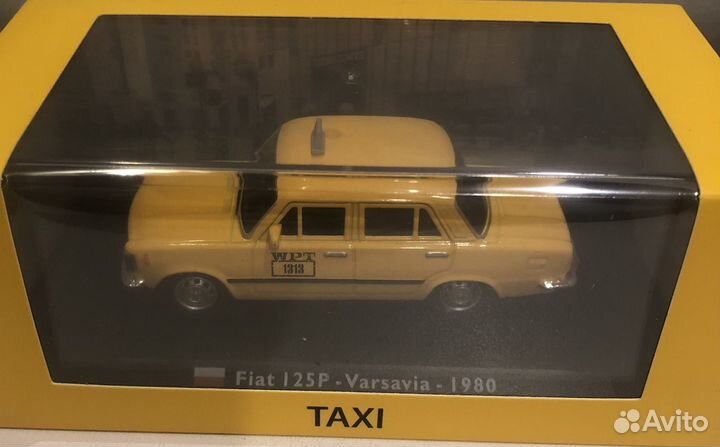 WPT
1313
Fiat 125P - Varsavia - 1980
TAXI
Avito